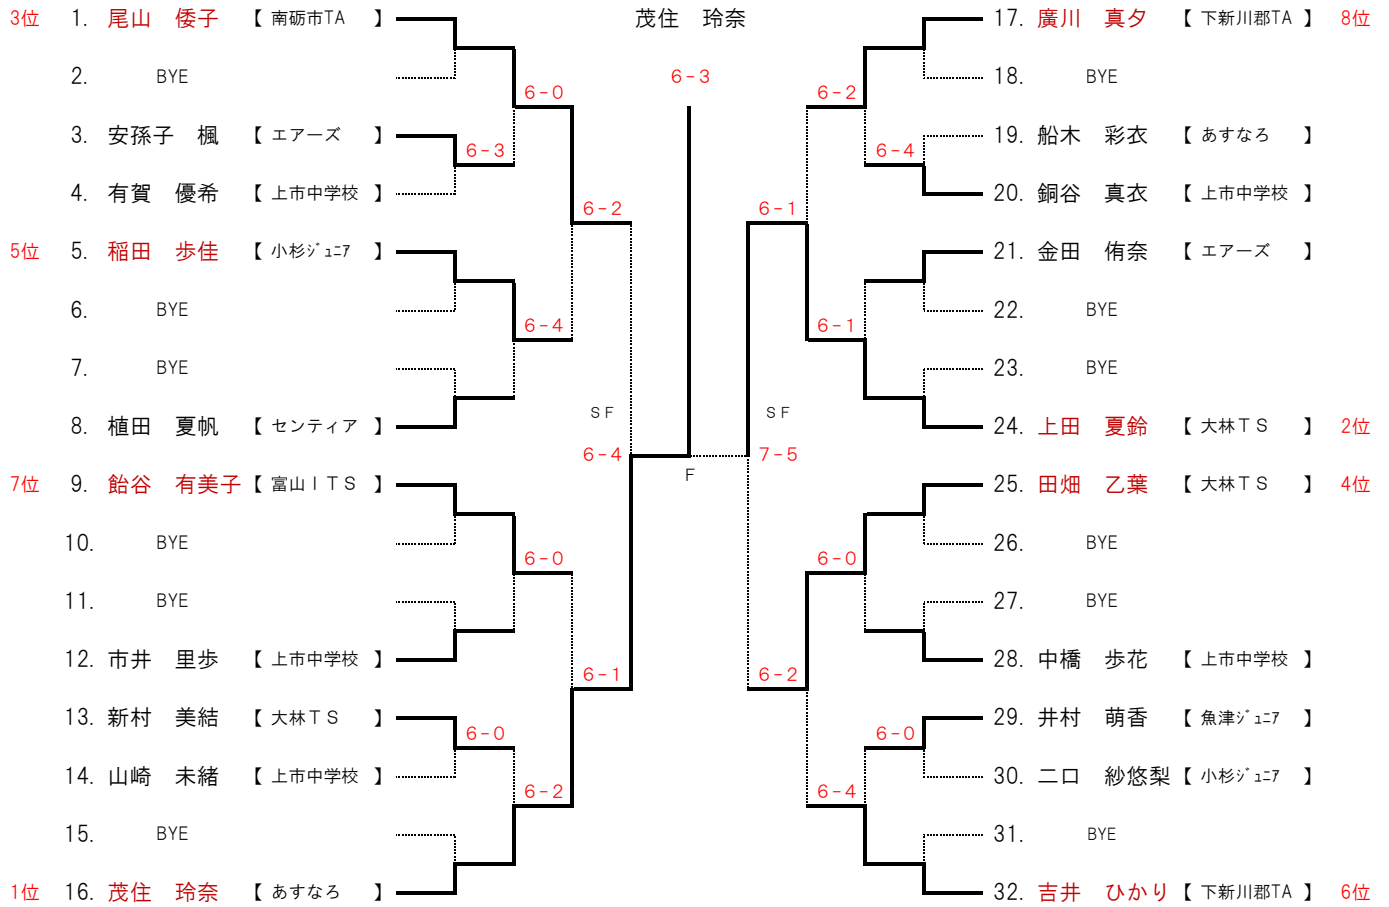 茂住　玲奈
6-3
3位 1. 尾山　倭子 【 南砺市TA 】
2. BYE
6-0
3. 安孫子　楓 【 エアーズ 】
6-3
4. 有賀　優希 【 上市中学校 】
6-2
5位 5. 稲田　歩佳 【 小杉ｼﾞｭﾆｱ 】
6. BYE
6-4
7. BYE
8. 植田　夏帆 【 センティア 】
SF
6-4
7位 9. 飴谷　有美子 【 富山ＩＴＳ 】
10. BYE
6-0
11. BYE
12. 市井　里歩 【 上市中学校 】
6-1
13. 新村　美結 【 大林ＴＳ 】
6-0
14. 山崎　未緒 【 上市中学校 】
6-2
15. BYE
1位 16. 茂住　玲奈 【 あすなろ 】
F
17. 廣川　真夕 【 下新川郡TA 】 8位
18. BYE
6-2
19. 船木　彩衣 【 あすなろ 】
6-4
20. 銅谷　真衣 【 上市中学校 】
6-1
21. 金田　侑奈 【 エアーズ 】
22. BYE
6-1
23. BYE
24. 上田　夏鈴 【 大林ＴＳ 】 2位
SF
7-5
25. 田畑　乙葉 【 大林ＴＳ 】 4位
26. BYE
6-0
27. BYE
28. 中橋　歩花 【 上市中学校 】
6-2
29. 井村　萌香 【 魚津ｼﾞｭﾆｱ 】
6-0
30. 二口　紗悠梨 【 小杉ｼﾞｭﾆｱ 】
6-4
31. BYE
32. 吉井　ひかり 【 下新川郡TA 】 6位